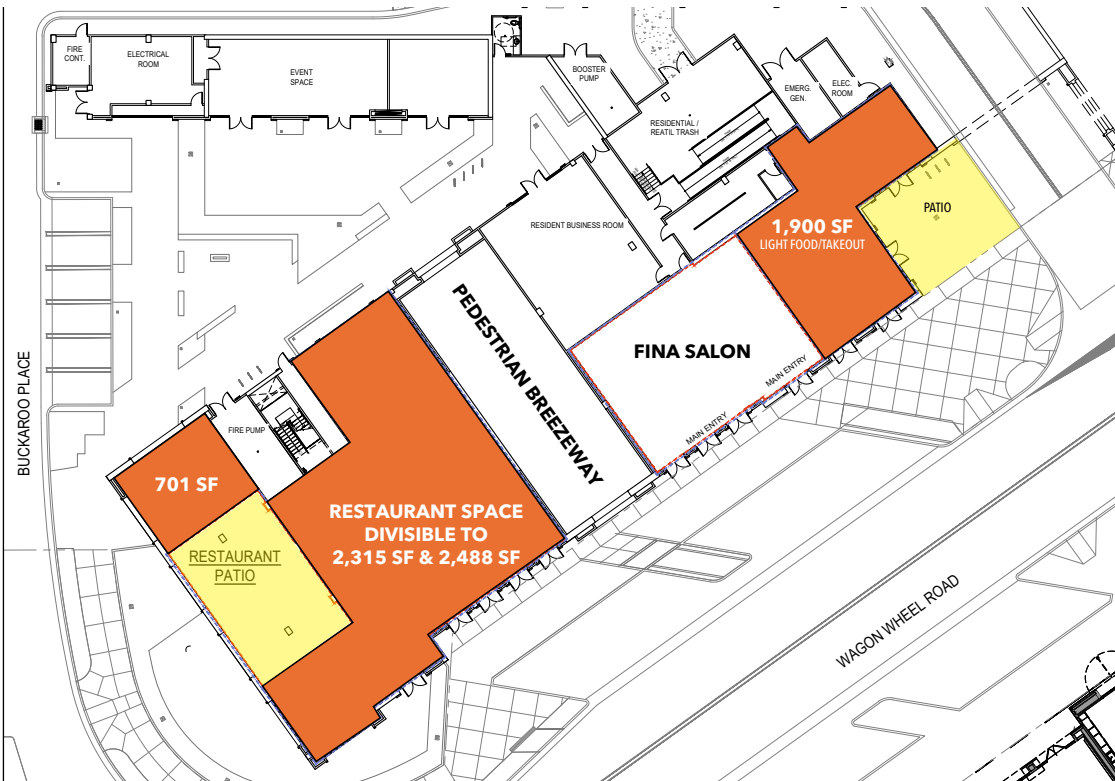 FIRE
CONT.
ELECTRICAL
ROOM
EVENT
SPACE
BOOSTER
PUMP
EMERG.
GEN.
ELEC.
ROOM
RESIDENTIAL /
REATIL TRASH
RESIDENT BUSINESS ROOM
1,900 SF
LIGHT FOOD/TAKEOUT
PATIO
PEDESTRIAN BREEZEWAY
FINA SALON
MAIN ENTRY
MAIN ENTRY
BUCKAROO PLACE
FIRE PUMP
701 SF
RESTAURANT SPACE
DIVISIBLE TO
2,315 SF & 2,488 SF
RESTAURANT
PATIO
WAGON WHEEL ROAD